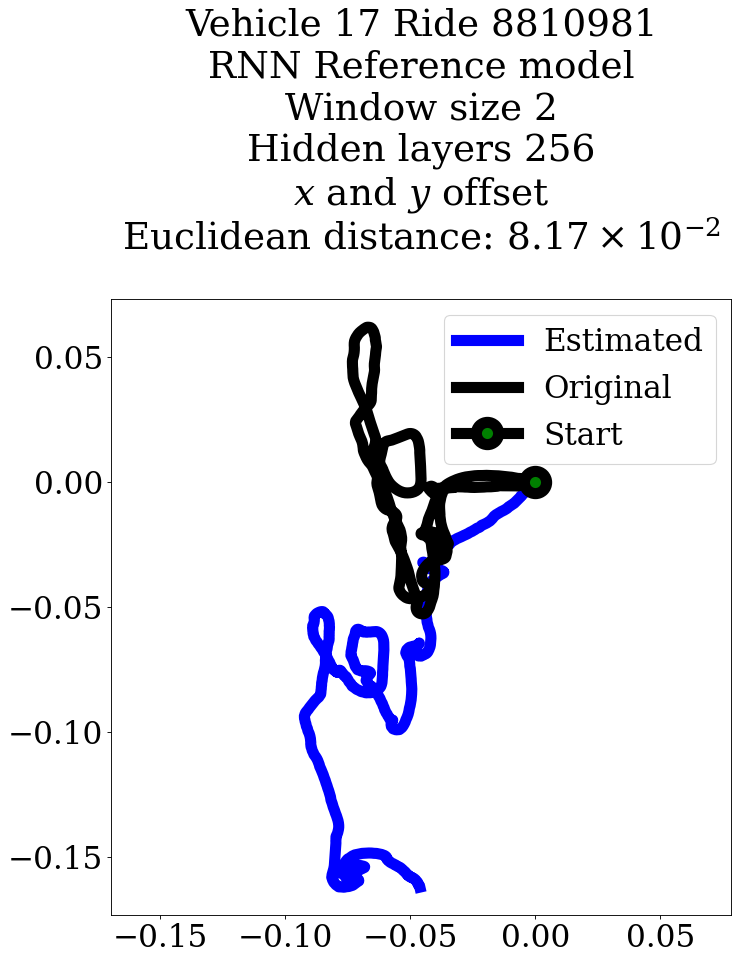 Vehicle 17 Ride 8810981
RNN Reference model
Window size 2
Hidden layers 256
x and y offset
Euclidean distance: 8.17 × 10⁻²
Estimated
Original
Start
0.05
0.00
−0.05
−0.10
−0.15
−0.15 −0.10 −0.05 0.00 0.05